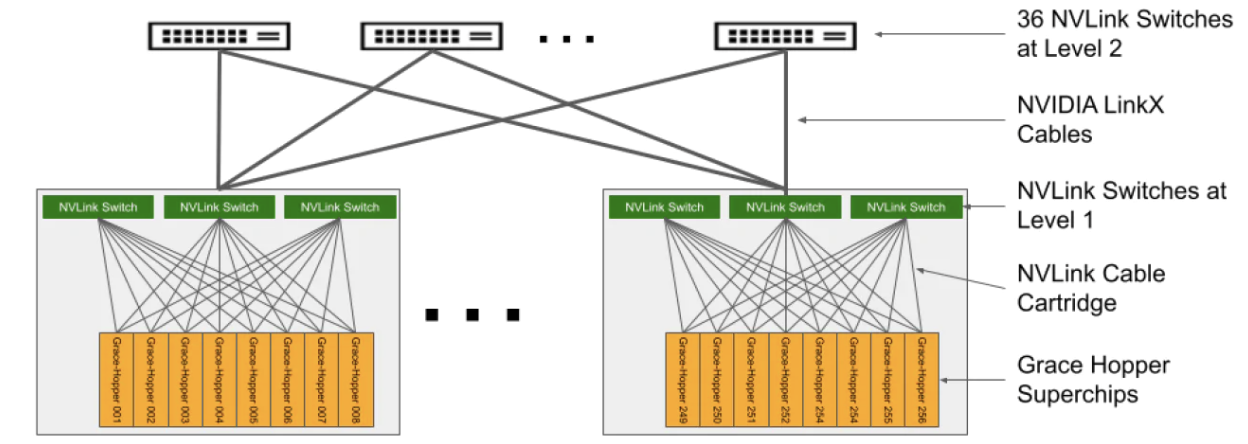 36 NVLink Switches
at Level 2
NVIDIA LinkX
Cables
NVLink Switch
NVLink Switch
NVLink Switch
NVLink Switch
NVLink Switch
NVLink Switch
NVLink Switches at
Level 1
NVLink Cable
Cartridge
Grace-Hopper 001
Grace-Hopper 002
Grace-Hopper 003
Grace-Hopper 004
Grace-Hopper 005
Grace-Hopper 006
Grace-Hopper 007
Grace-Hopper 008
Grace-Hopper 249
Grace-Hopper 250
Grace-Hopper 251
Grace-Hopper 252
Grace-Hopper 254
Grace-Hopper 254
Grace-Hopper 255
Grace-Hopper 256
Grace Hopper
Superchips